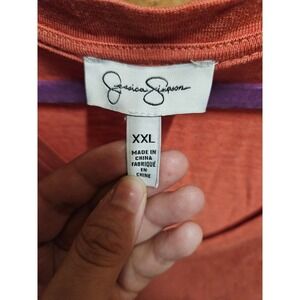 Jessica Simpson
XXL
MADE IN
CHINA
FABRIQUÉ
EN
CHINE